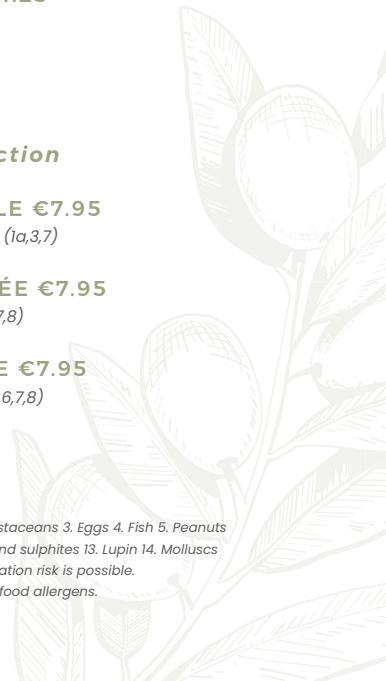 ction
LE €7.95
(1a,3,7)
ÉE €7.95
7,8)
E €7.95
6,7,8)
staceans 3. Eggs 4. Fish 5. Peanuts
nd sulphites 13. Lupin 14. Molluscs
ation risk is possible.
food allergens.